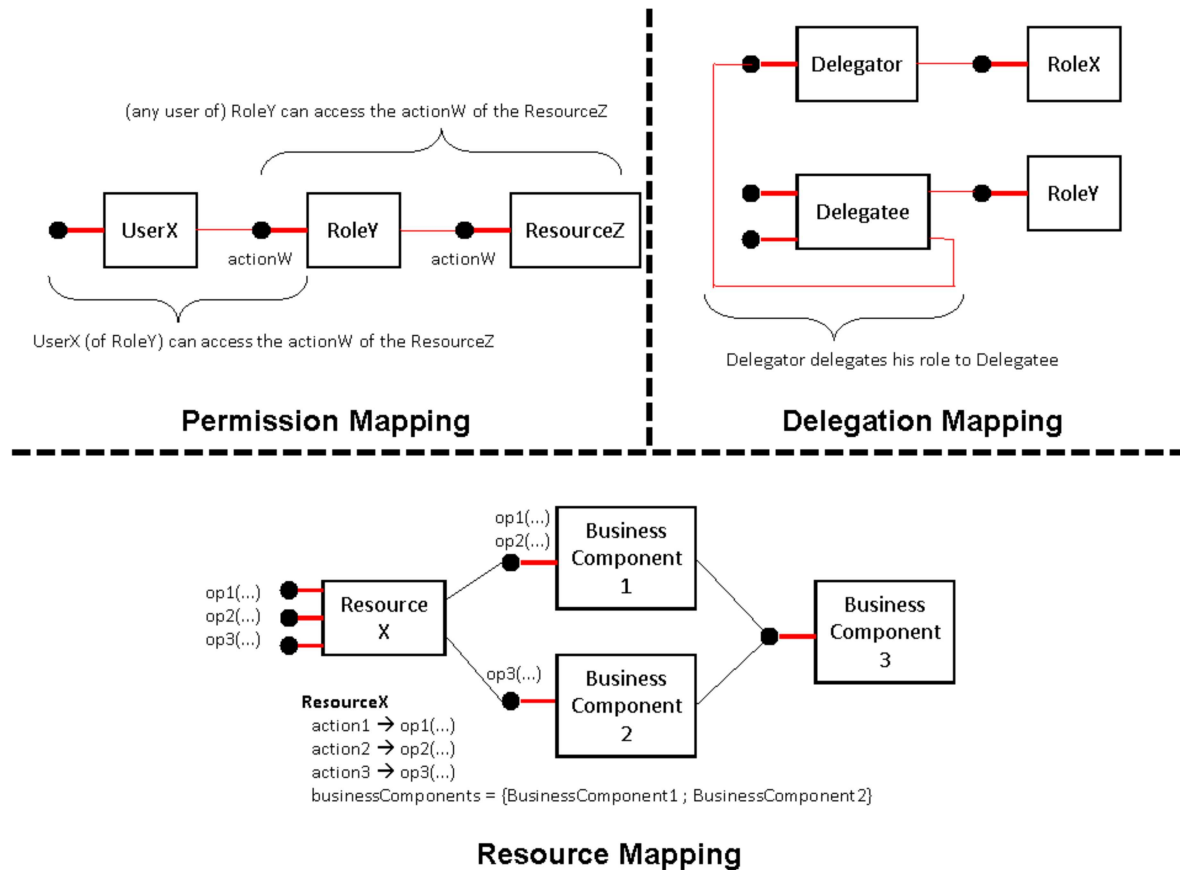 (any user of) RoleY can access the actionW of the ResourceZ
UserX
RoleY
ResourceZ
actionW
actionW
UserX (of RoleY) can access the actionW of the ResourceZ
Permission Mapping
Delegator
RoleX
Delegatee
RoleY
Delegator delegates his role to Delegatee
Delegation Mapping
op1(...)
op2(...)
op3(...)
Resource
X
op1(...)
op2(...)
Business
Component
1
op3(...)
Business
Component
2
Business
Component
3
ResourceX
action1 → op1(...)
action2 → op2(...)
action3 → op3(...)
businessComponents = {BusinessComponent1 ; BusinessComponent2}
Resource Mapping